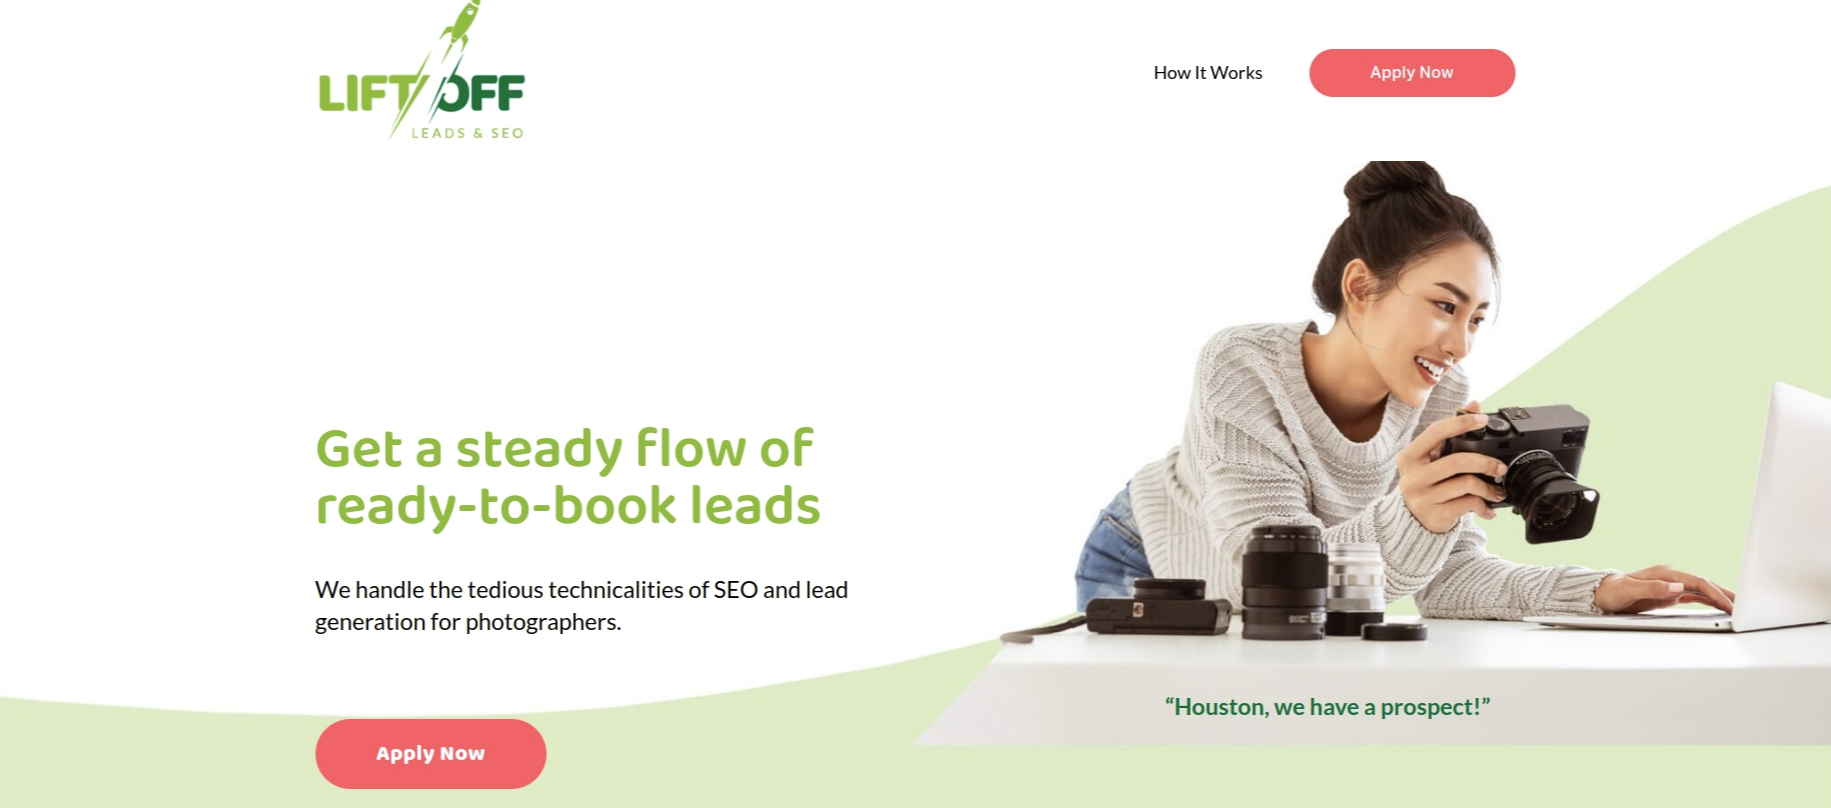 LIFT OFF
LEADS & SEO
How It Works
Apply Now
Get a steady flow of
ready-to-book leads
We handle the tedious technicalities of SEO and lead
generation for photographers.
“Houston, we have a prospect!”
Apply Now